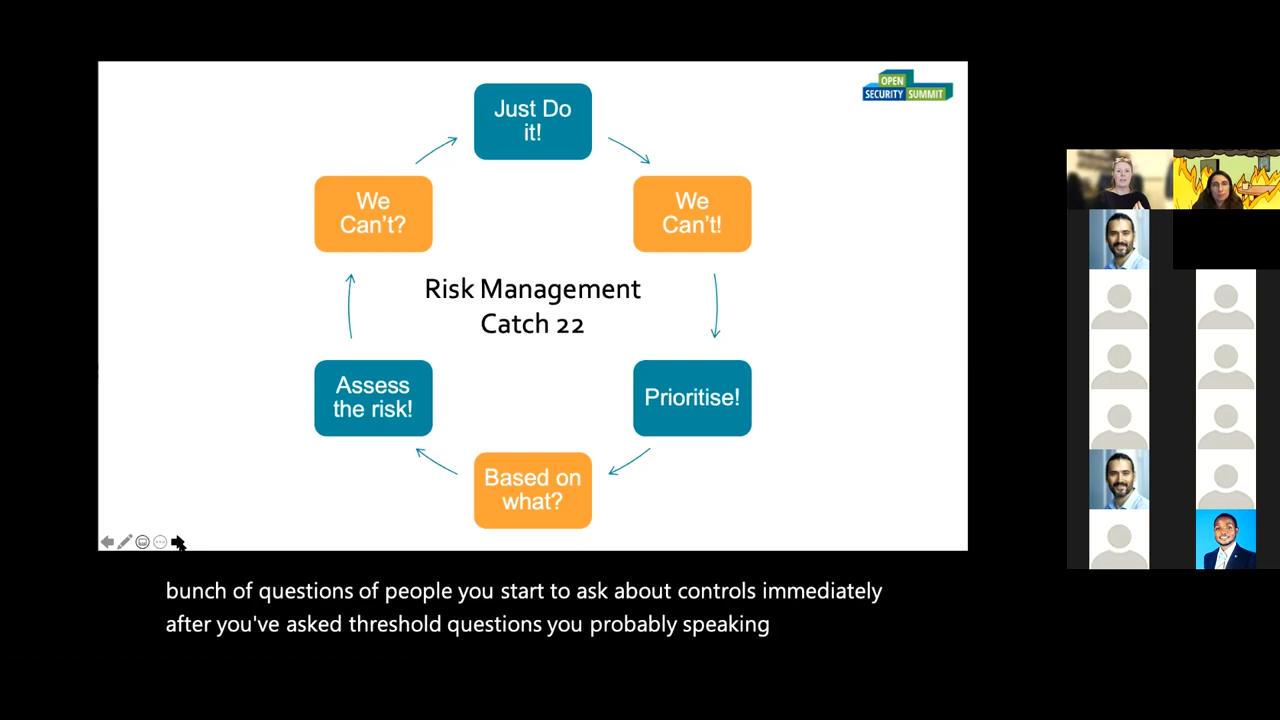 OPEN
SECURITY SUMMIT
Just Do
it!
We
Can't?
We
Can't!
Risk Management
Catch 22
Assess
the risk!
Prioritise!
Based on
what?
bunch of questions of people you start to ask about controls immediately
after you've asked threshold questions you probably speaking